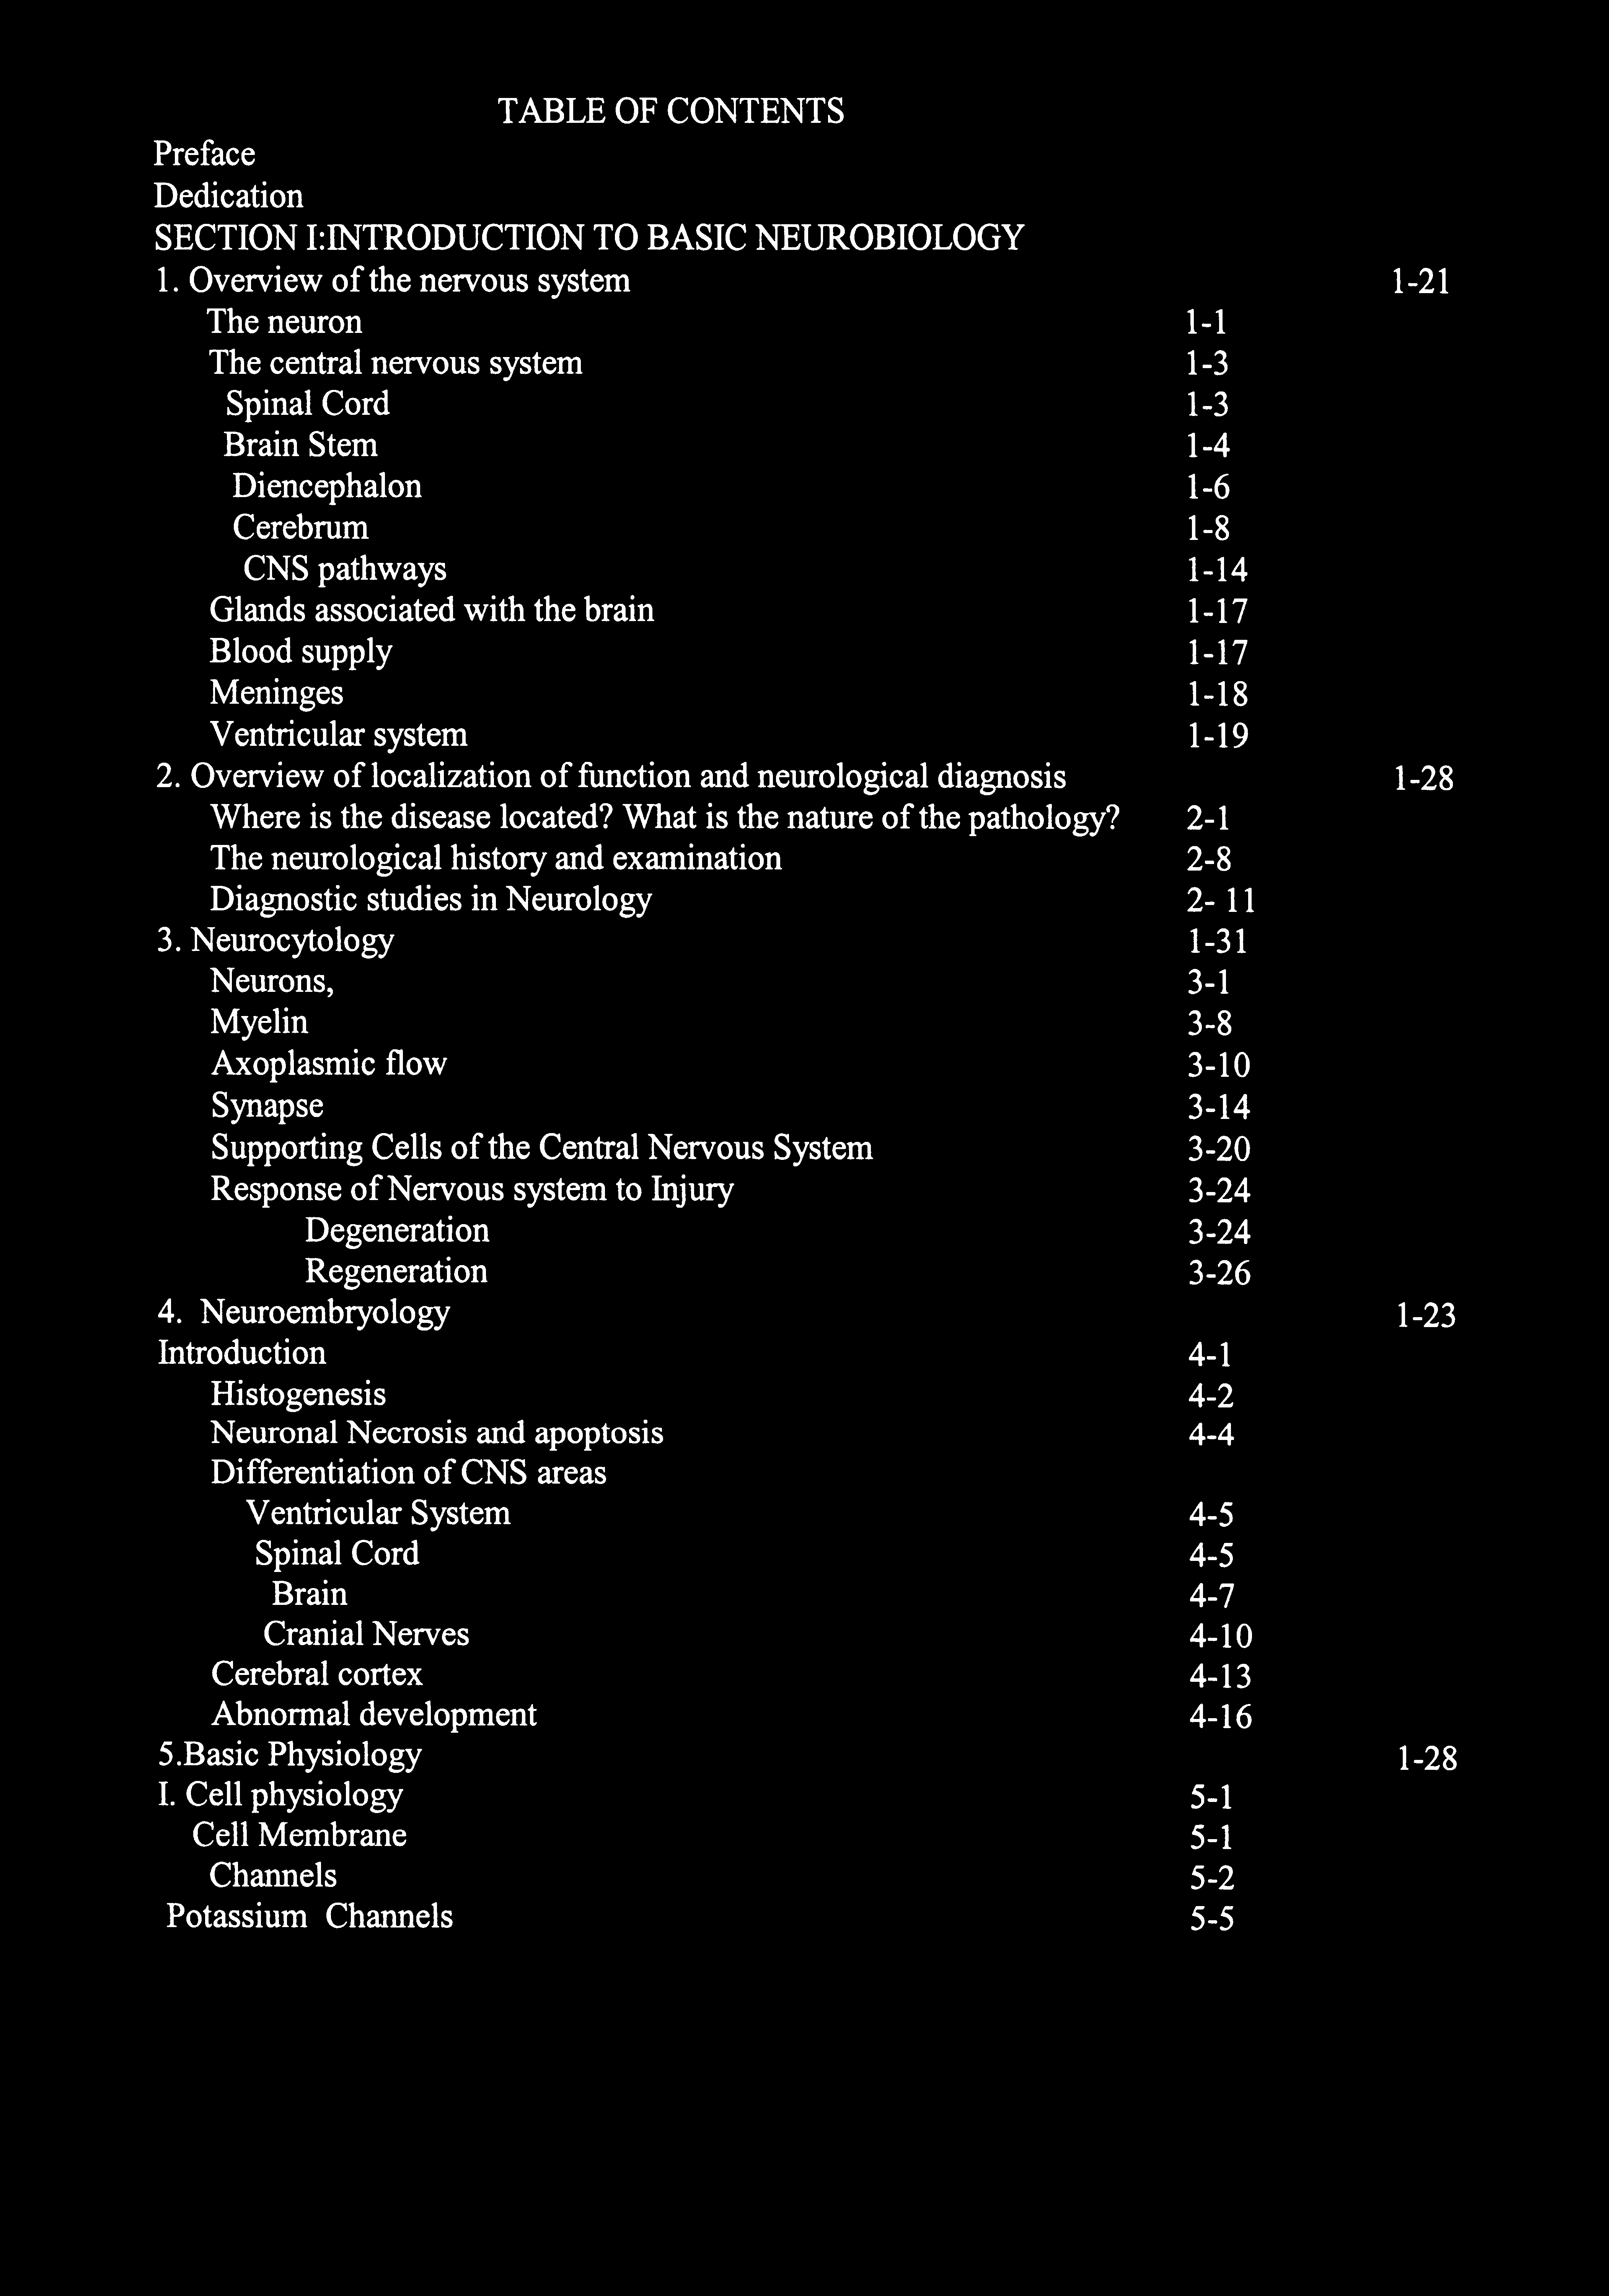 TABLE OF CONTENTS
Preface
Dedication
SECTION I:INTRODUCTION TO BASIC NEUROBIOLOGY
1. Overview of the nervous system 1-21
The neuron 1-1
The central nervous system 1-3
Spinal Cord 1-3
Brain Stem 1-4
Diencephalon 1-6
Cerebrum 1-8
CNS pathways 1-14
Glands associated with the brain 1-17
Blood supply 1-17
Meninges 1-18
Ventricular system 1-19
2. Overview of localization of function and neurological diagnosis 1-28
Where is the disease located? What is the nature of the pathology? 2-1
The neurological history and examination 2-8
Diagnostic studies in Neurology 2- 11
3. Neurocytology 1-31
Neurons, 3-1
Myelin 3-8
Axoplasmic flow 3-10
Synapse 3-14
Supporting Cells of the Central Nervous System 3-20
Response of Nervous system to Injury 3-24
Degeneration 3-24
Regeneration 3-26
4. Neuroembryology 1-23
Introduction 4-1
Histogenesis 4-2
Neuronal Necrosis and apoptosis 4-4
Differentiation of CNS areas
Ventricular System 4-5
Spinal Cord 4-5
Brain 4-7
Cranial Nerves 4-10
Cerebral cortex 4-13
Abnormal development 4-16
5.Basic Physiology 1-28
I. Cell physiology 5-1
Cell Membrane 5-1
Channels 5-2
Potassium Channels 5-5